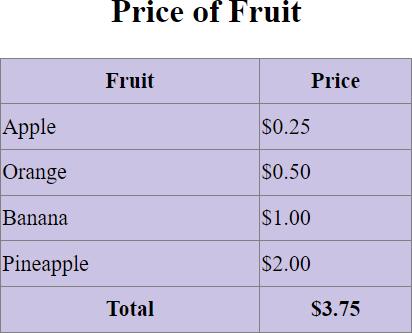 Price of Fruit
Fruit Price
Apple $0.25
Orange $0.50
Banana $1.00
Pineapple $2.00
Total $3.75